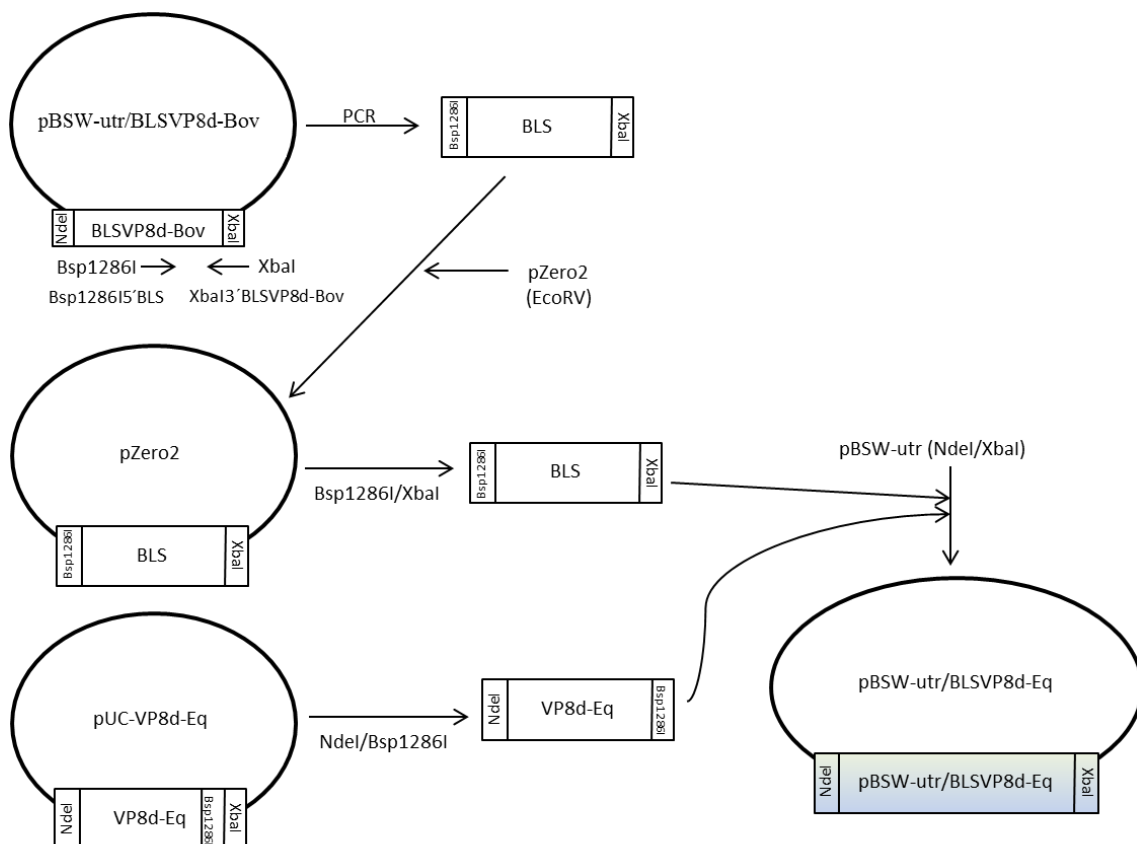 pBSW-utr/BLSVP8d-Bov
NdeI
BLSVP8d-Bov
XbaI
Bsp1286I
XbaI
Bsp1286I5´BLS
XbaI3´BLSVP8d-Bov
PCR
Bsp1286I
BLS
XbaI
pZero2
(EcoRV)
pZero2
Bsp1286I
BLS
XbaI
Bsp1286I/XbaI
Bsp1286I
BLS
XbaI
pBSW-utr (NdeI/XbaI)
pUC-VP8d-Eq
NdeI
VP8d-Eq
Bsp1286I
XbaI
NdeI/Bsp1286I
NdeI
VP8d-Eq
Bsp1286I
pBSW-utr/BLSVP8d-Eq
NdeI
pBSW-utr/BLSVP8d-Eq
XbaI